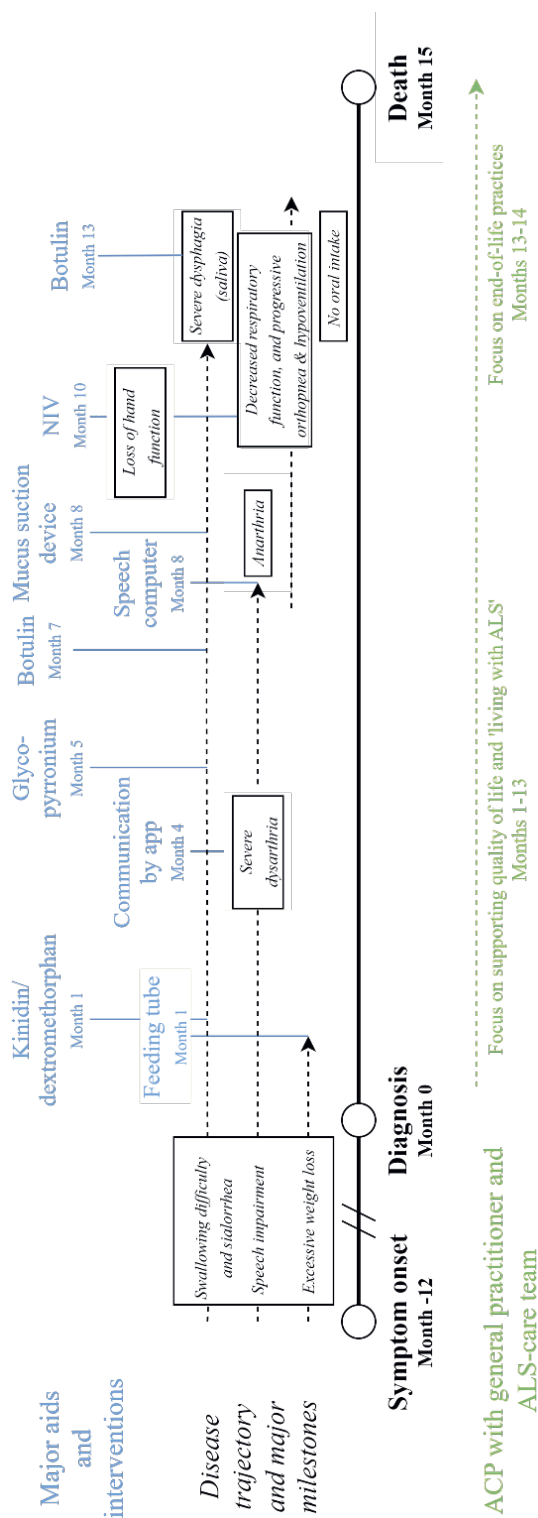 Major aids
and
interventions
Kinidin/
dextromethorphan
Month 1
Feeding tube
Month 1
Communication
by app
Month 4
Glyco-
pyrronium
Month 5
Botulin
Month 7
Speech
computer
Month 8
Mucus suction
device
Month 8
NIV
Month 10
Botulin
Month 13
Disease
trajectory
and major
milestones
Swallowing difficulty
and sialorrhea
Speech impairment
Excessive weight loss
Severe
dysarthria
Anarthria
Loss of hand
function
Severe dysphagia
(saliva)
Decreased respiratory
function, and progressive
orthopnea & hypoventilation
No oral intake
Symptom onset
Month -12
Diagnosis
Month 0
Death
Month 15
ACP with general practitioner and
ALS-care team
Focus on supporting quality of life and 'living with ALS'
Months 1-13
Focus on end-of-life practices
Months 13-14